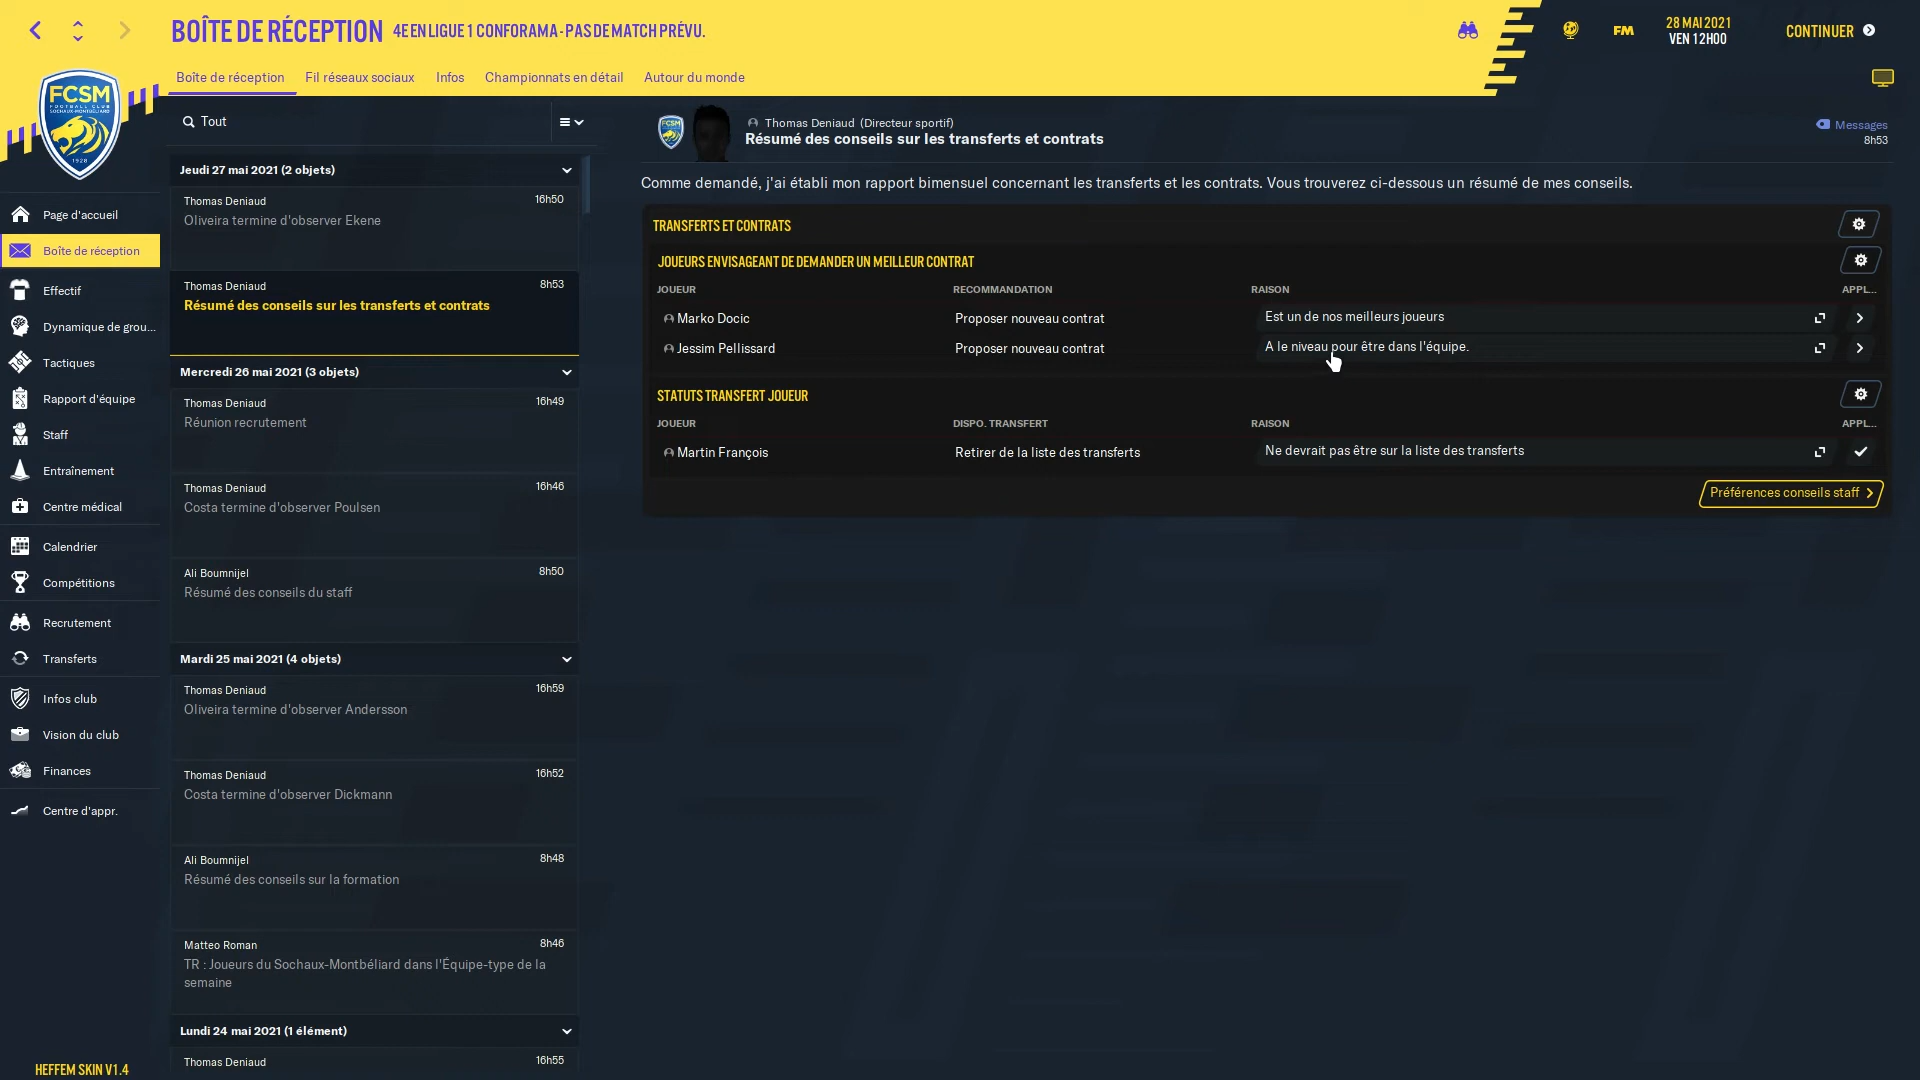 BOÎTE DE RÉCEPTION
4E EN LIGUE 1 CONFORAMA - PAS DE MATCH PRÉVU.
FM
28 MAI 2021
VEN 12H00
CONTINUER
Boîte de réception
Fil réseaux sociaux
Infos
Championnats en détail
Autour du monde
FCSM
FOOTBALL CLUB
SOCHAUX-MONTBÉLIARD
1928
Page d'accueil
Boîte de réception
Effectif
Dynamique de grou...
Tactiques
Rapport d'équipe
Staff
Entraînement
Centre médical
Calendrier
Compétitions
Recrutement
Transferts
Infos club
Vision du club
Finances
Centre d'appr.
HEFFEM SKIN V1.4
Tout
Jeudi 27 mai 2021 (2 objets)
Thomas Deniaud 16h50
Oliveira termine d'observer Ekene
Thomas Deniaud 8h53
Résumé des conseils sur les transferts et contrats
Mercredi 26 mai 2021 (3 objets)
Thomas Deniaud 16h49
Réunion recrutement
Thomas Deniaud 16h46
Costa termine d'observer Poulsen
Ali Boumnijel 8h50
Résumé des conseils du staff
Mardi 25 mai 2021 (4 objets)
Thomas Deniaud 16h59
Oliveira termine d'observer Andersson
Thomas Deniaud 16h52
Costa termine d'observer Dickmann
Ali Boumnijel 8h48
Résumé des conseils sur la formation
Matteo Roman 8h46
TR : Joueurs du Sochaux-Montbéliard dans l'Équipe-type de la
semaine
Lundi 24 mai 2021 (1 élément)
Thomas Deniaud 16h55
FCSM
Thomas Deniaud (Directeur sportif)
Résumé des conseils sur les transferts et contrats
Messages
8h53
Comme demandé, j'ai établi mon rapport bimensuel concernant les transferts et les contrats. Vous trouverez ci-dessous un résumé de mes conseils.
TRANSFERTS ET CONTRATS
JOUEURS ENVISAGEANT DE DEMANDER UN MEILLEUR CONTRAT
JOUEUR RECOMMANDATION RAISON APPL...
Marko Docic Proposer nouveau contrat Est un de nos meilleurs joueurs
Jessim Pellissard Proposer nouveau contrat A le niveau pour être dans l'équipe.
STATUTS TRANSFERT JOUEUR
JOUEUR DISPO. TRANSFERT RAISON APPL...
Martin François Retirer de la liste des transferts Ne devrait pas être sur la liste des transferts
Préférences conseils staff